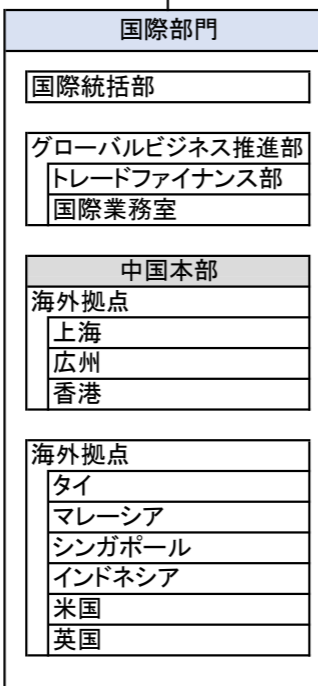 国際部門
国際統括部
グローバルビジネス推進部
トレードファイナンス部
国際業務室
中国本部
海外拠点
上海
広州
香港
海外拠点
タイ
マレーシア
シンガポール
インドネシア
米国
英国